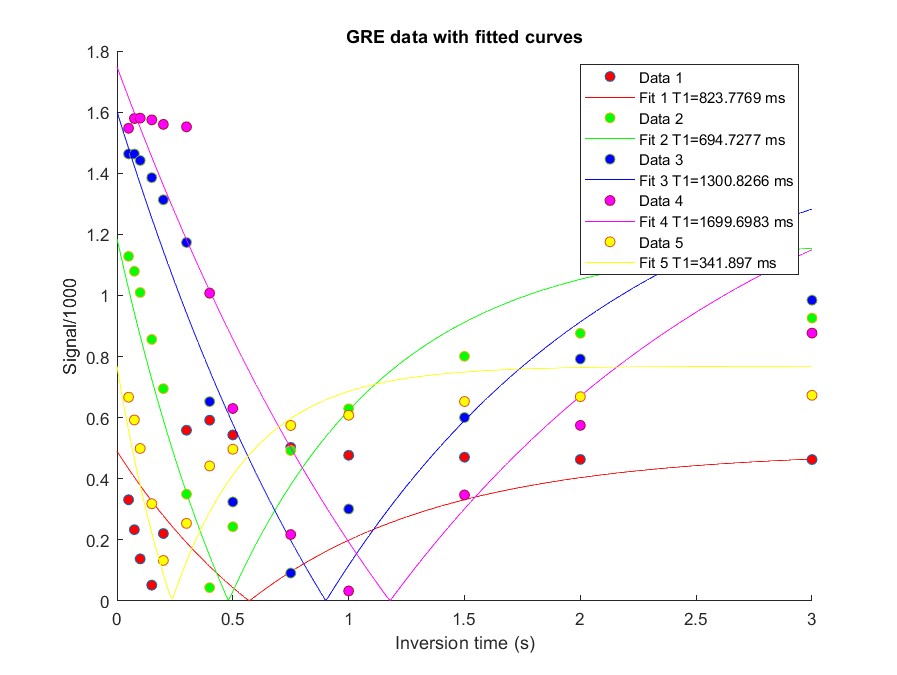 GRE data with fitted curves
Signal/1000
1.8
1.6
1.4
1.2
1
0.8
0.6
0.4
0.2
0
0 0.5 1 1.5 2 2.5 3
Inversion time (s)
Data 1
Fit 1 T1=823.7769 ms
Data 2
Fit 2 T1=694.7277 ms
Data 3
Fit 3 T1=1300.8266 ms
Data 4
Fit 4 T1=1699.6983 ms
Data 5
Fit 5 T1=341.897 ms